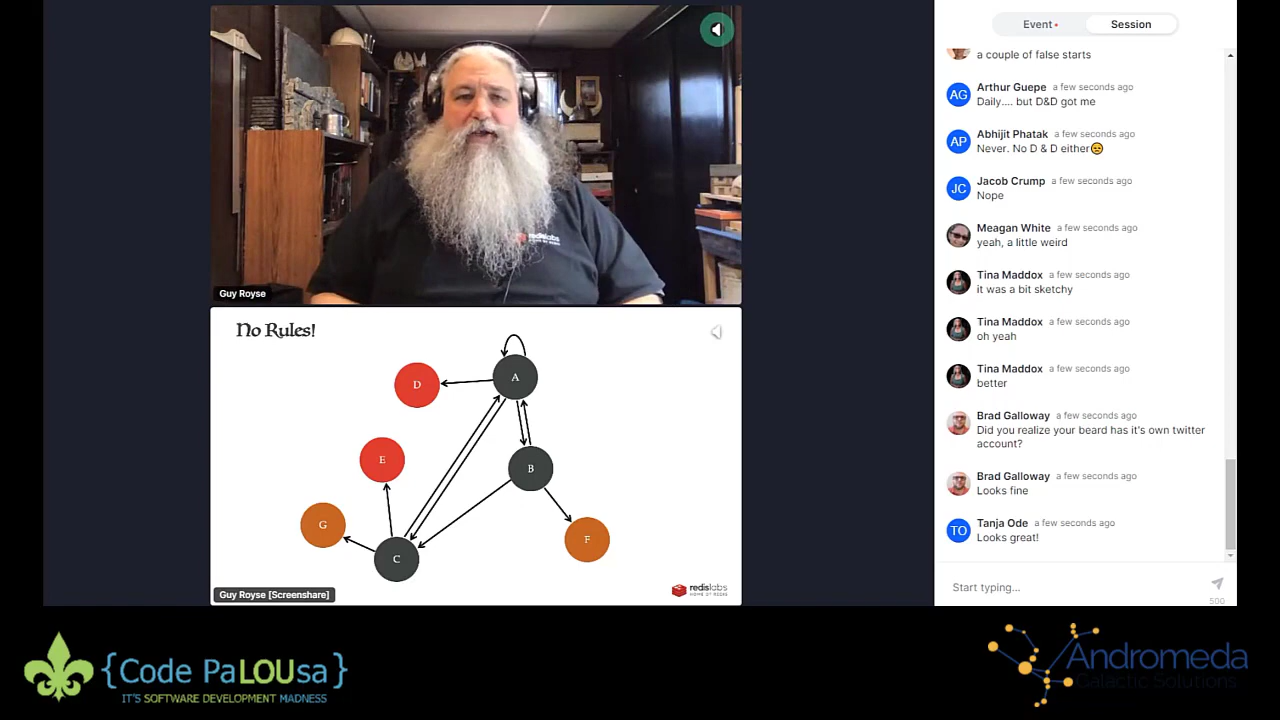 redislabs
Guy Royse
No Rules!
A
D
B
E
G
C
F
Guy Royse [Screenshare]
redislabs
HOME OF REDIS
Event
Session
a couple of false starts
AG
Arthur Guepe a few seconds ago
Daily.... but D&D got me
AP
Abhijit Phatak a few seconds ago
Never. No D & D either😣
JC
Jacob Crump a few seconds ago
Nope
Meagan White a few seconds ago
yeah, a little weird
Tina Maddox a few seconds ago
it was a bit sketchy
Tina Maddox a few seconds ago
oh yeah
Tina Maddox a few seconds ago
better
Brad Galloway a few seconds ago
Did you realize your beard has it's own twitter
account?
Brad Galloway a few seconds ago
Looks fine
TO
Tanja Ode a few seconds ago
Looks great!
Start typing...
500
{Code PaLOUsa}
IT'S SOFTWARE DEVELOPMENT MADNESS
Andromeda
Galactic Solutions